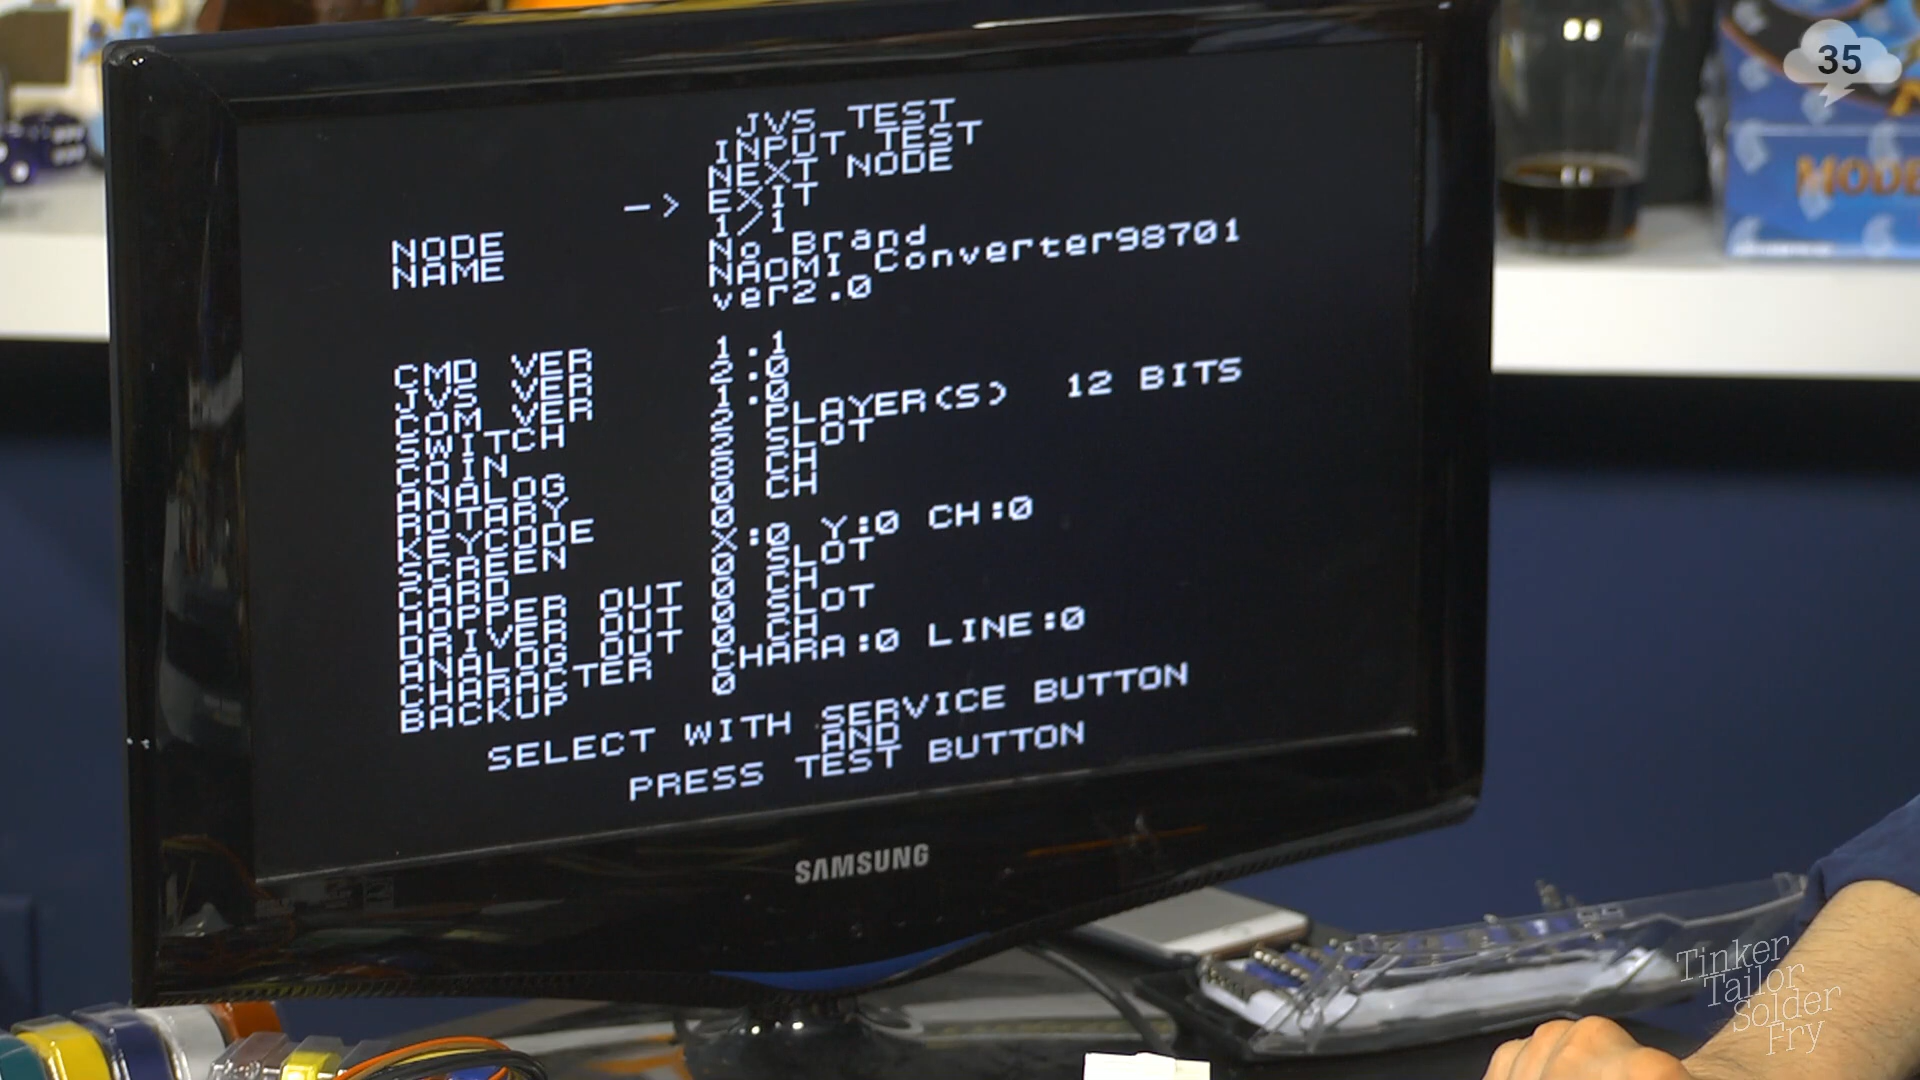 35
JVS TEST
INPUT TEST
NEXT NODE
-> EXIT
NODE 1/1
NAME No Brand
NAOMI Converter98701
ver2.0
CMD VER 1.1
JVS VER 2.0
COM VER 1.0
SWITCH 2 PLAYER(S) 12 BITS
COIN 2 SLOT
ANALOG 8 CH
ROTARY 0 CH
KEYCODE 0
SCREEN X:0 Y:0 CH:0
CARD 0 SLOT
HOPPER OUT 0 CH
DRIVER OUT 0 SLOT
ANALOG OUT 0 CH
CHARACTER CHARA:0 LINE:0
BACKUP 0
SELECT WITH SERVICE BUTTON
AND
PRESS TEST BUTTON
SAMSUNG
Tinker
Tailor
Solder
Fry